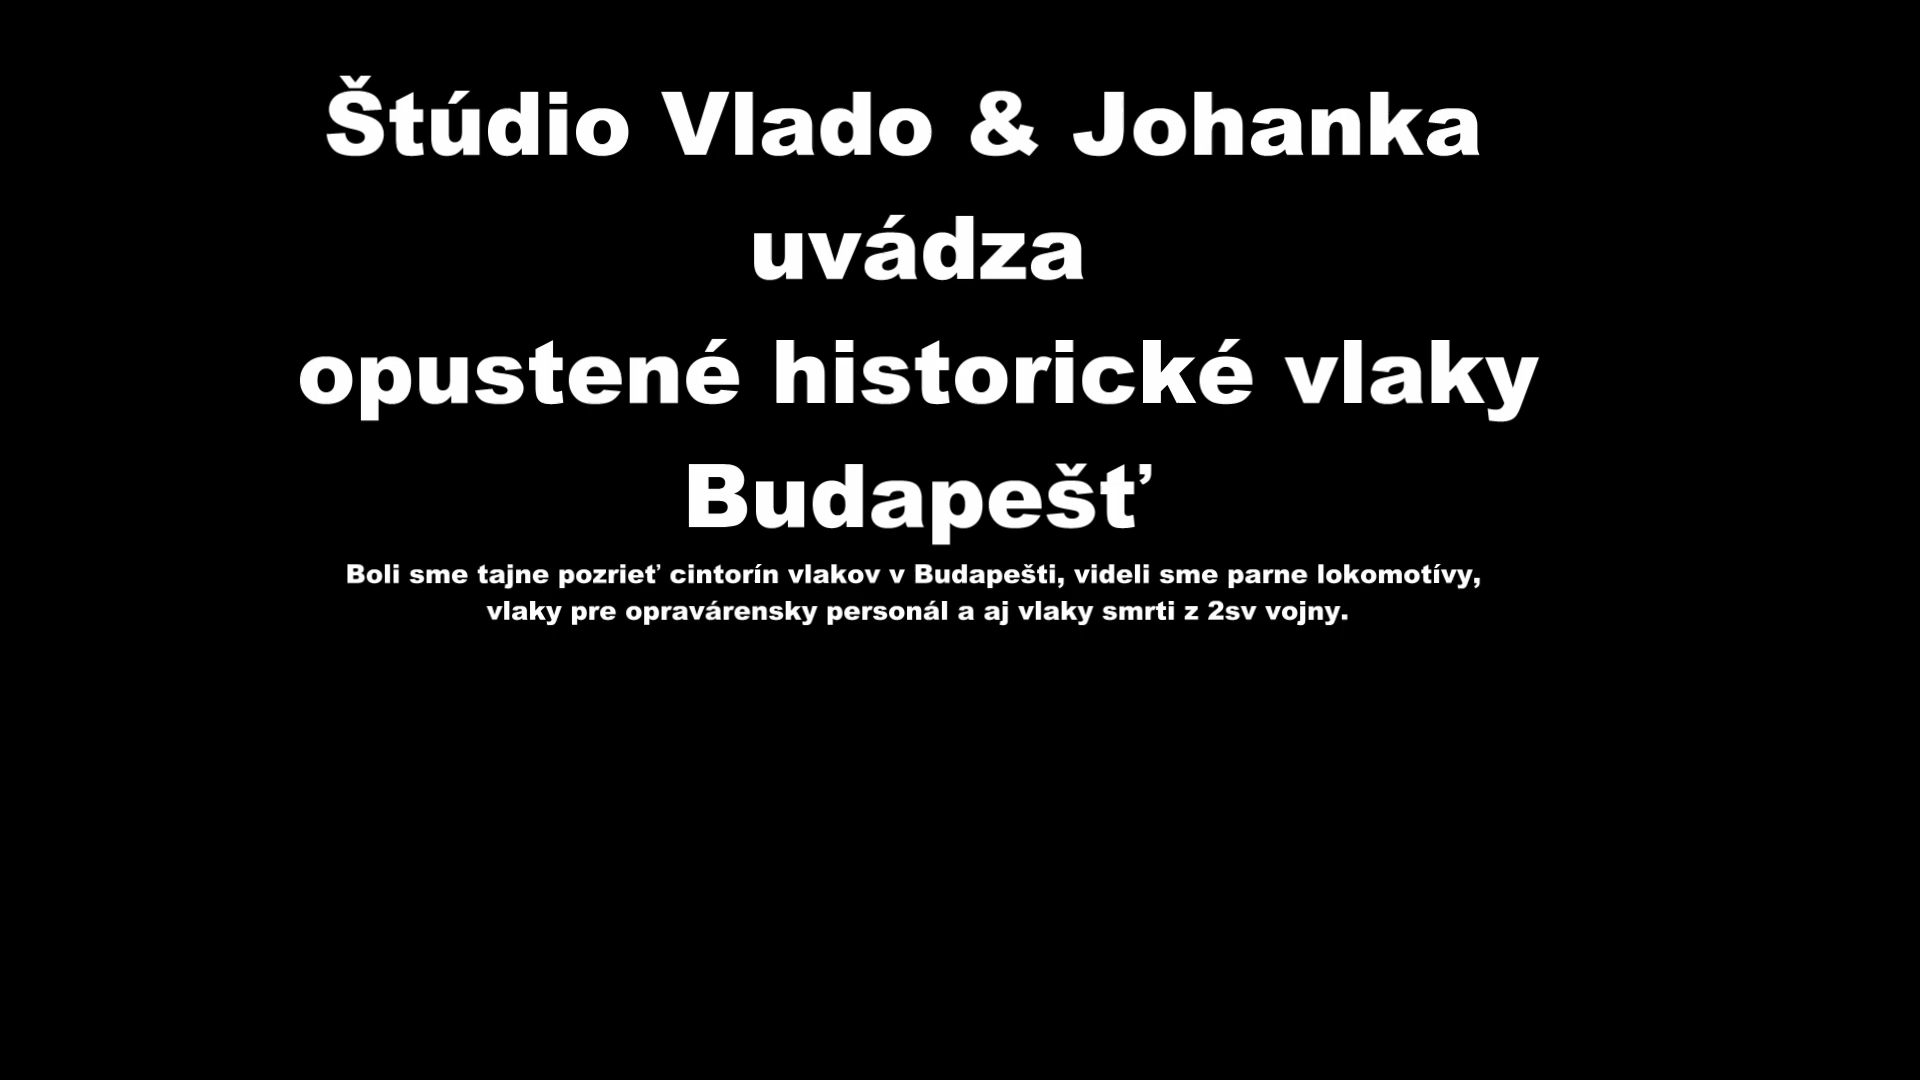 Štúdio Vlado & Johanka
uvádza
opustené historické vlaky
Budapešť
Boli sme tajne pozrieť cintorín vlakov v Budapešti, videli sme parne lokomotívy,
vlaky pre opravárensky personál a aj vlaky smrti z 2sv vojny.